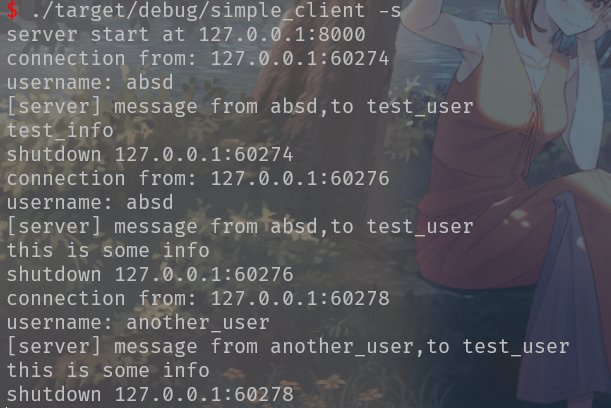 $ ./target/debug/simple_client -s
server start at 127.0.0.1:8000
connection from: 127.0.0.1:60274
username: absd
[server] message from absd,to test_user
test_info
shutdown 127.0.0.1:60274
connection from: 127.0.0.1:60276
username: absd
[server] message from absd,to test_user
this is some info
shutdown 127.0.0.1:60276
connection from: 127.0.0.1:60278
username: another_user
[server] message from another_user,to test_user
this is some info
shutdown 127.0.0.1:60278